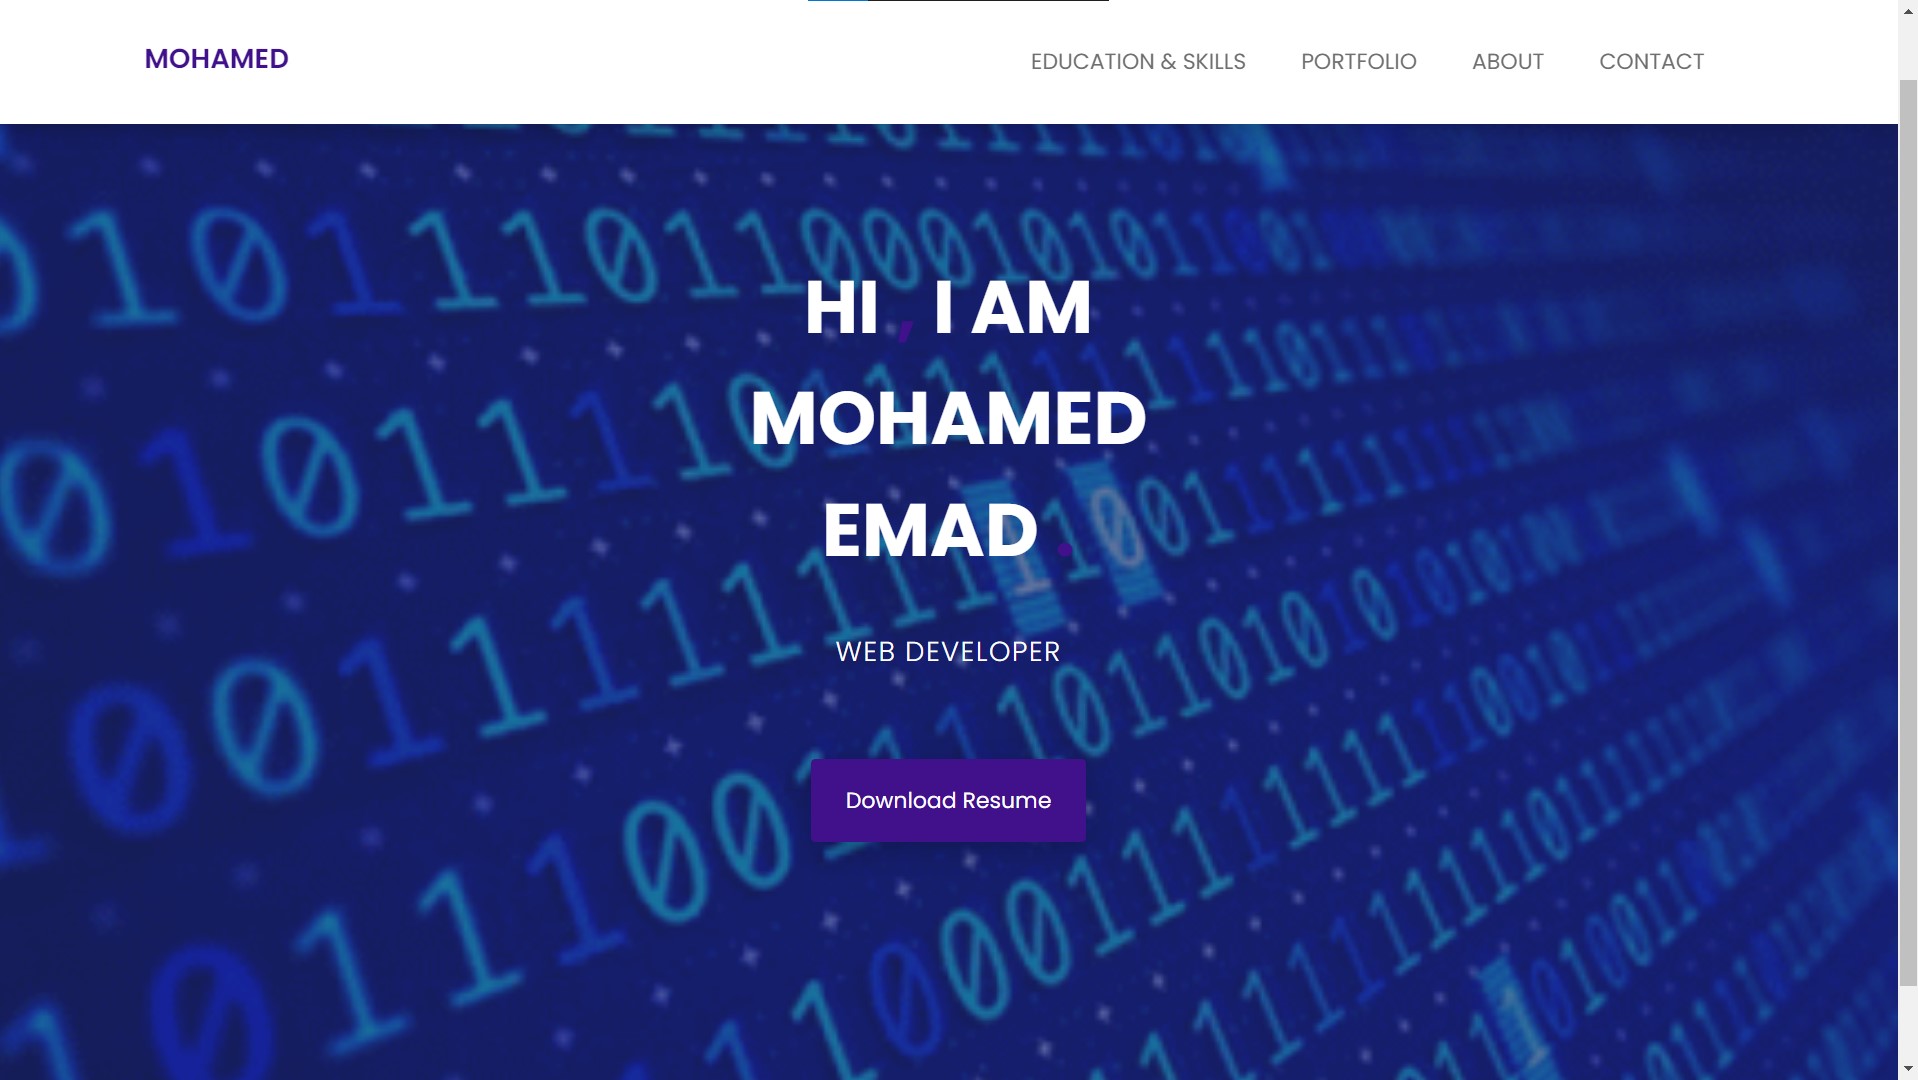 MOHAMED
EDUCATION & SKILLS PORTFOLIO ABOUT CONTACT
HI , I AM
MOHAMED
EMAD .
WEB DEVELOPER
Download Resume